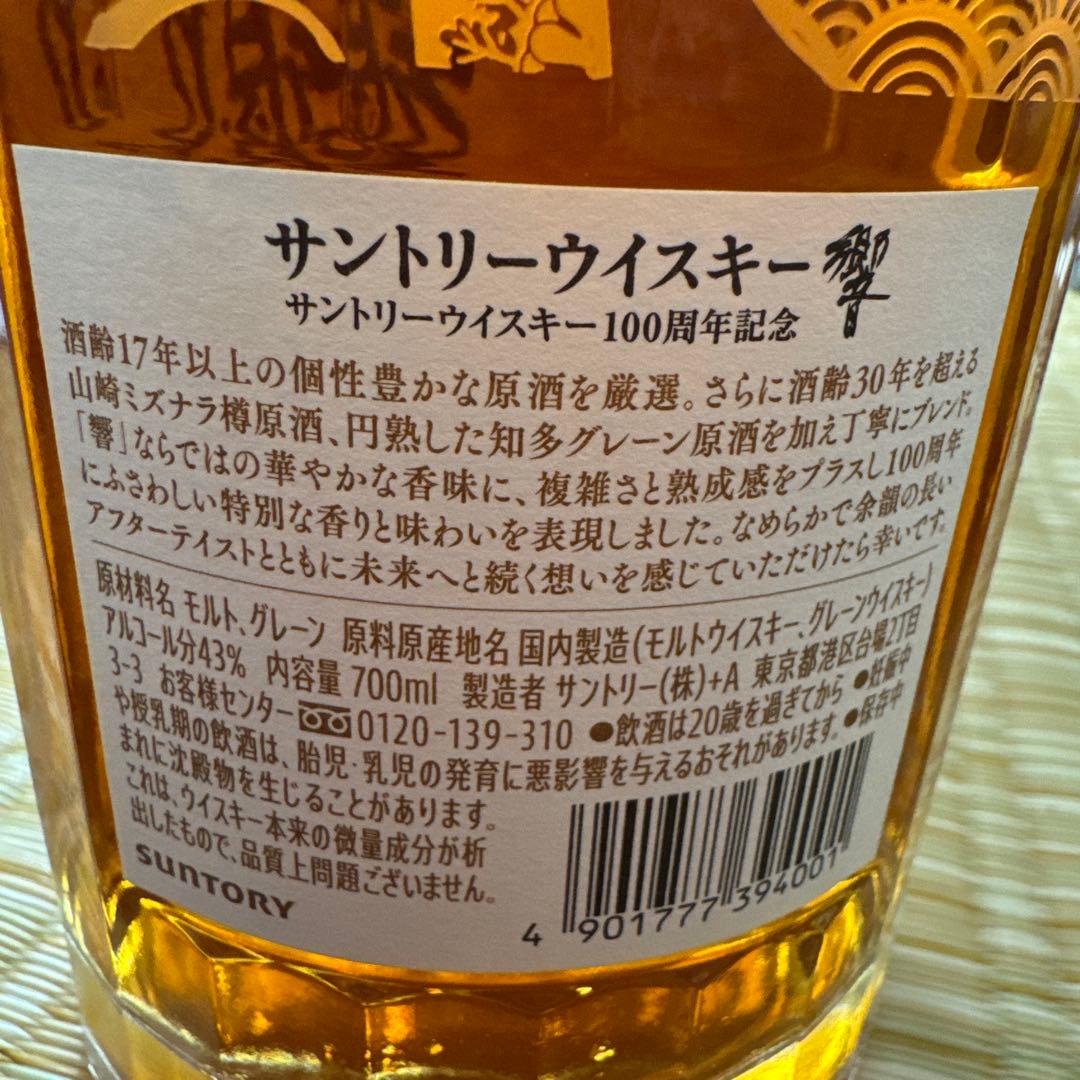 サントリーウイスキー響
サントリーウイスキー100周年記念
酒齢17年以上の個性豊かな原酒を厳選。さらに酒齢30年を超える
山崎ミズナラ樽原酒、円熟した知多グレーン原酒を加え丁寧にブレンド。
「響」ならではの華やかな香味に、複雑さと熟成感をプラスし100周年
にふさわしい特別な香りと味わいを表現しました。なめらかで余韻の長い
アフターテイストとともに未来へと続く想いを感じていただけたら幸いです。
原材料名 モルト、グレーン 原料原産地名 国内製造(モルトウイスキー、グレーンウイスキー)
アルコール分43% 内容量 700ml 製造者 サントリー(株)+A 東京都港区台場2丁目
3-3 お客様センター 0120-139-310 ●飲酒は20歳を過ぎてから ●妊娠中
や授乳期の飲酒は、胎児・乳児の発育に悪影響を与えるおそれがあります。 ●保存中
まれに沈殿物を生じることがあります。
これは、ウイスキー本来の微量成分が析
出したもので、品質上問題ございません。
SUNTORY
4 901777 394001